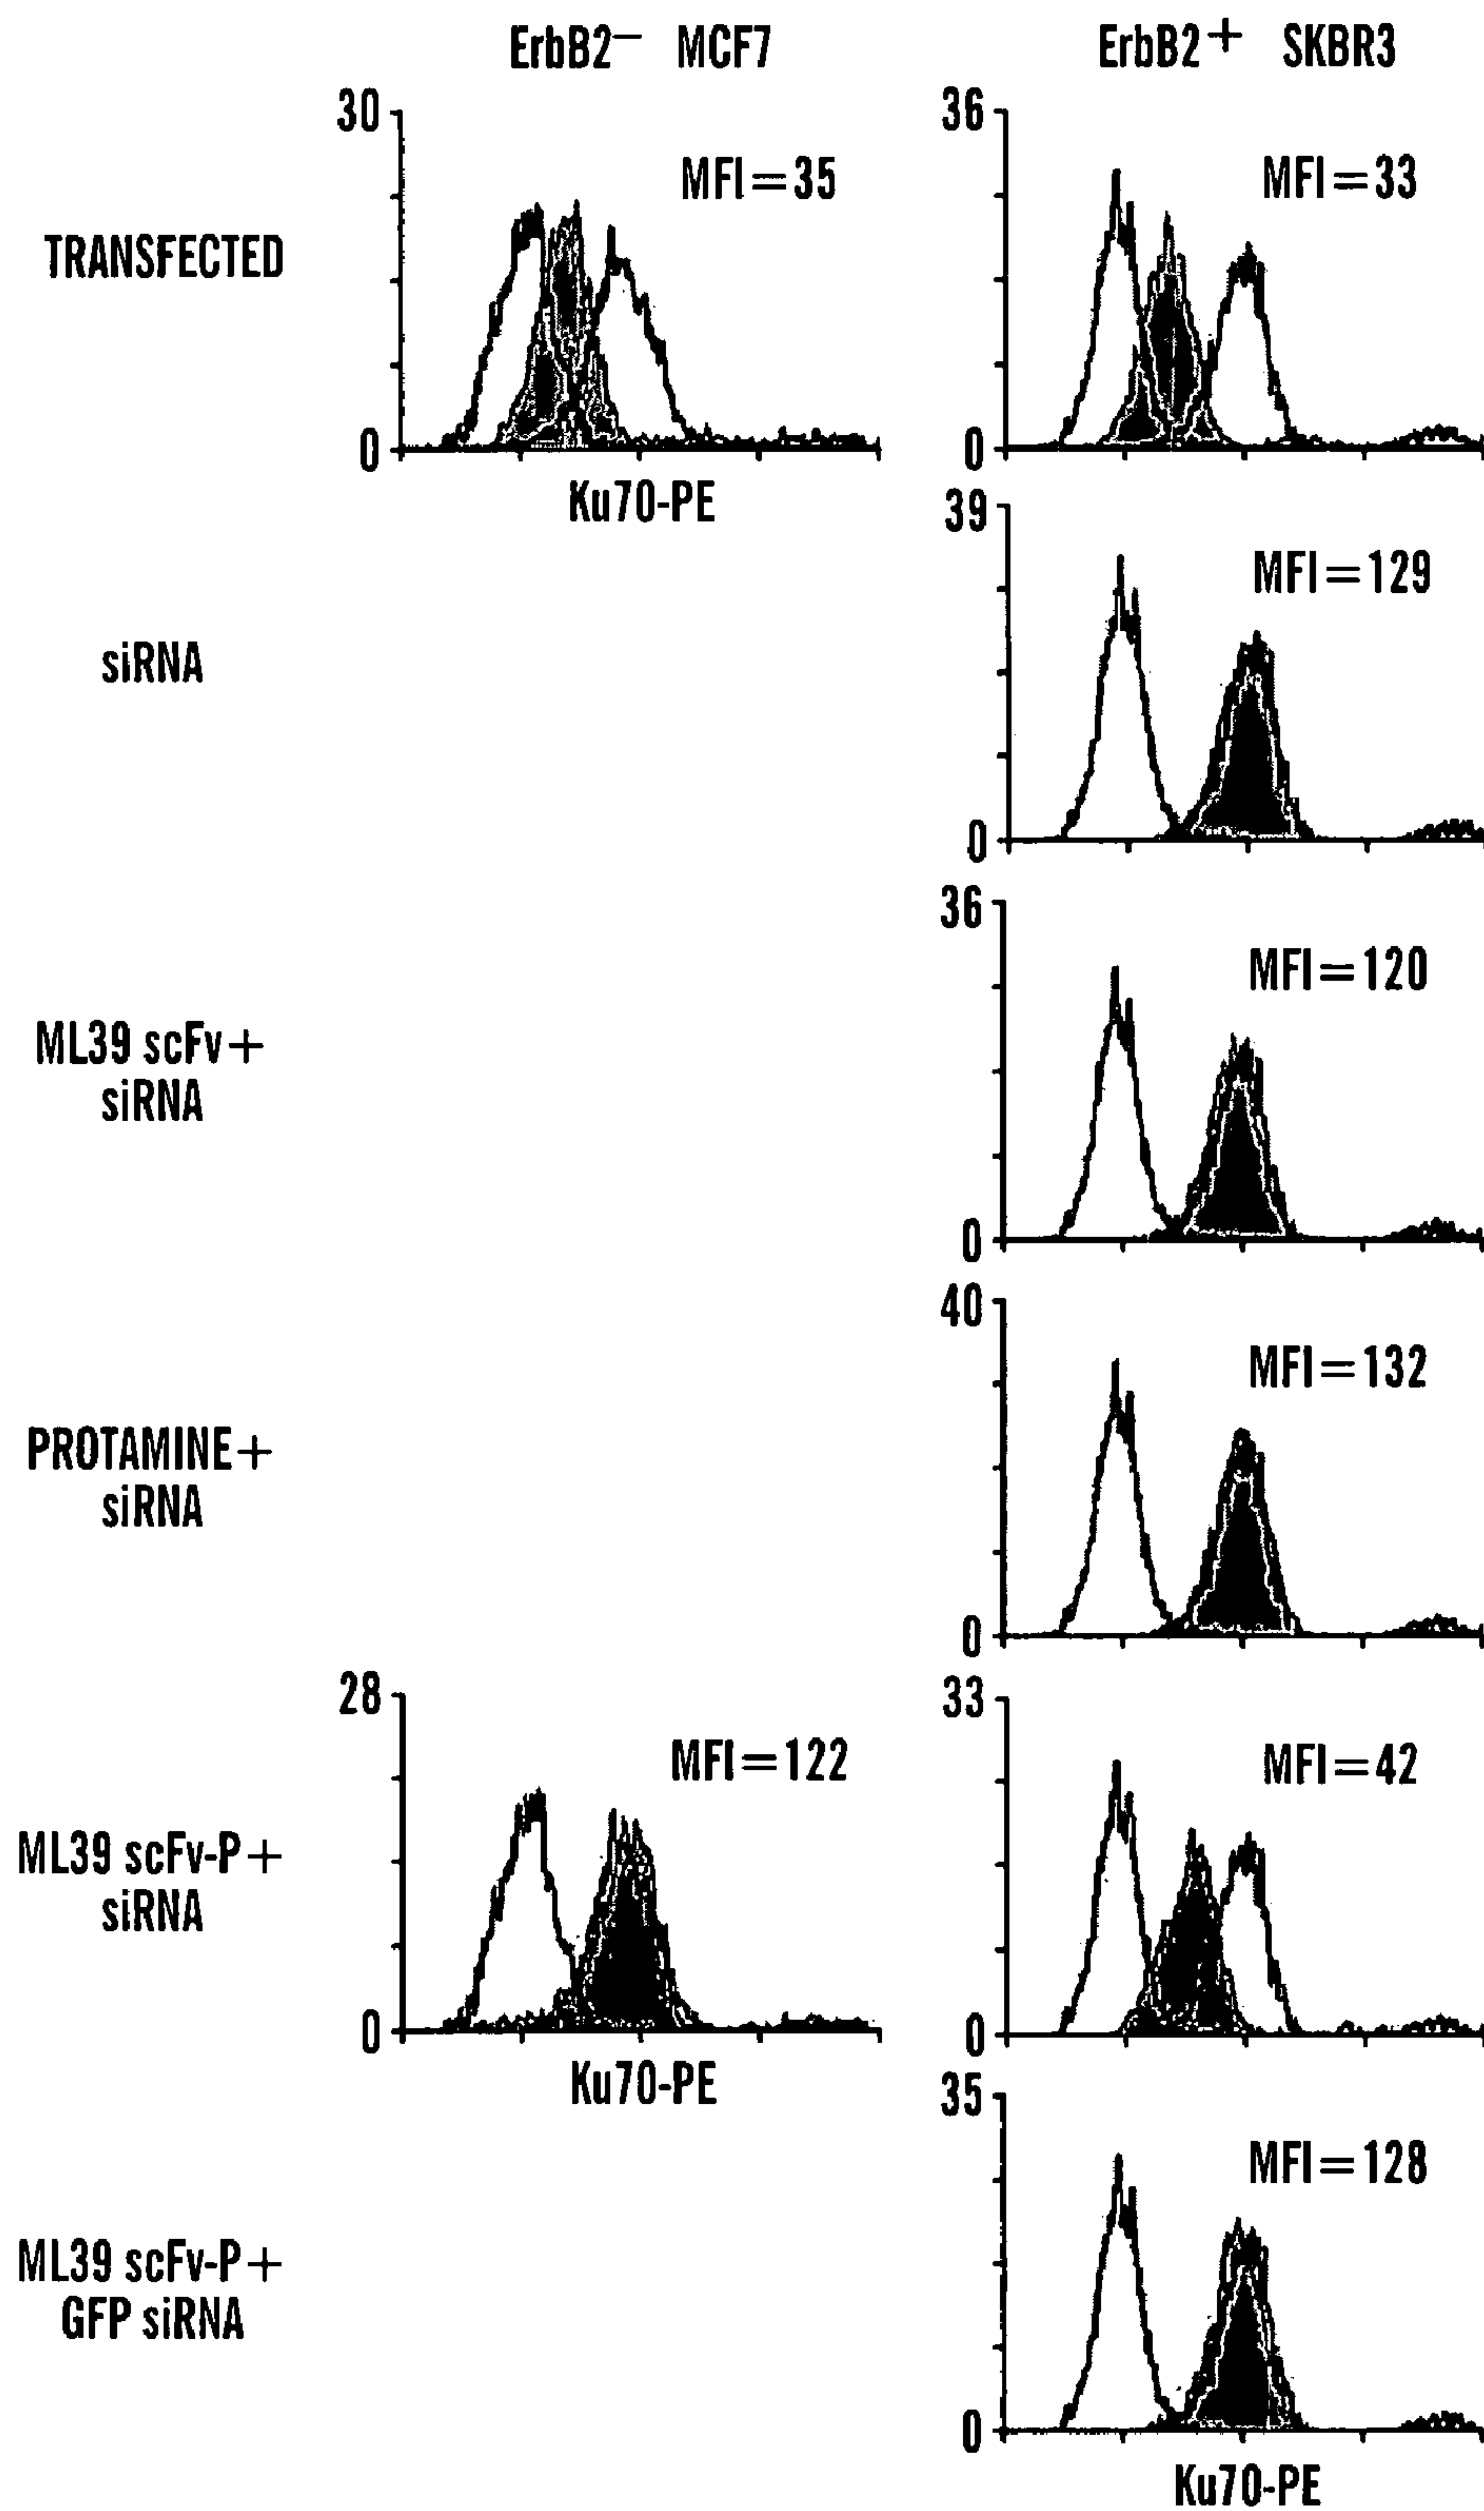 ErbB2— MCF7
ErbB2+ SKBR3
TRANSFECTED
30
MFI=35
0
Ku70-PE
36
MFI=33
0
siRNA
39
MFI=129
0
ML39 scFv+
siRNA
36
MFI=120
0
PROTAMINE+
siRNA
40
MFI=132
0
ML39 scFv-P+
siRNA
28
MFI=122
0
Ku70-PE
33
MFI=42
0
ML39 scFv-P+
GFP siRNA
35
MFI=128
0
Ku70-PE